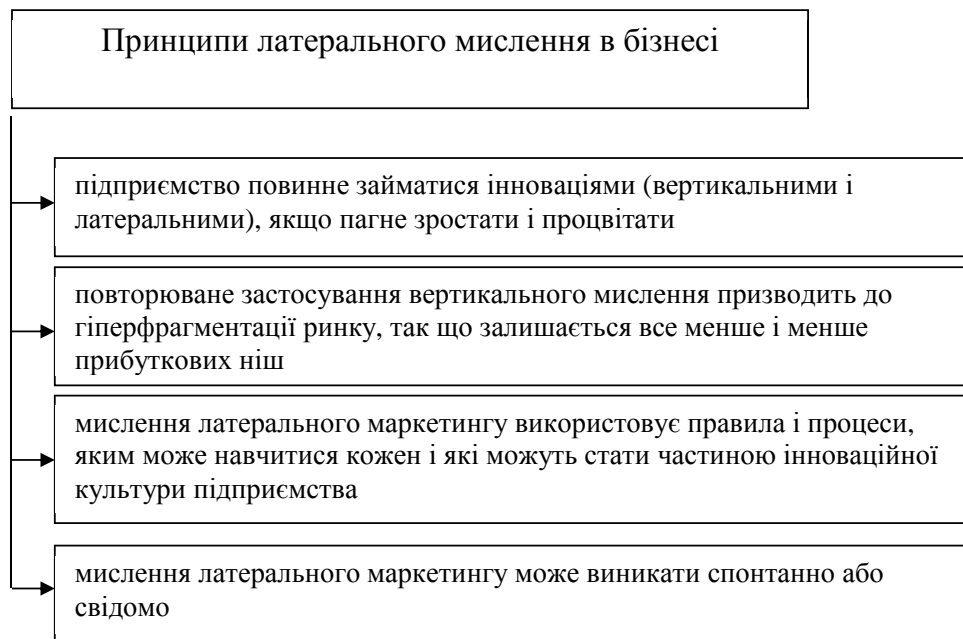 Принципи латерального мислення в бізнесі
підприємство повинне займатися інноваціями (вертикальними і
латеральними), якщо пагне зростати і процвітати
повторюване застосування вертикального мислення призводить до
гіперфрагментації ринку, так що залишається все менше і менше
прибуткових ніш
мислення латерального маркетингу використовує правила і процеси,
яким може навчитися кожен і які можуть стати частиною інноваційної
культури підприємства
мислення латерального маркетингу може виникати спонтанно або
свідомо